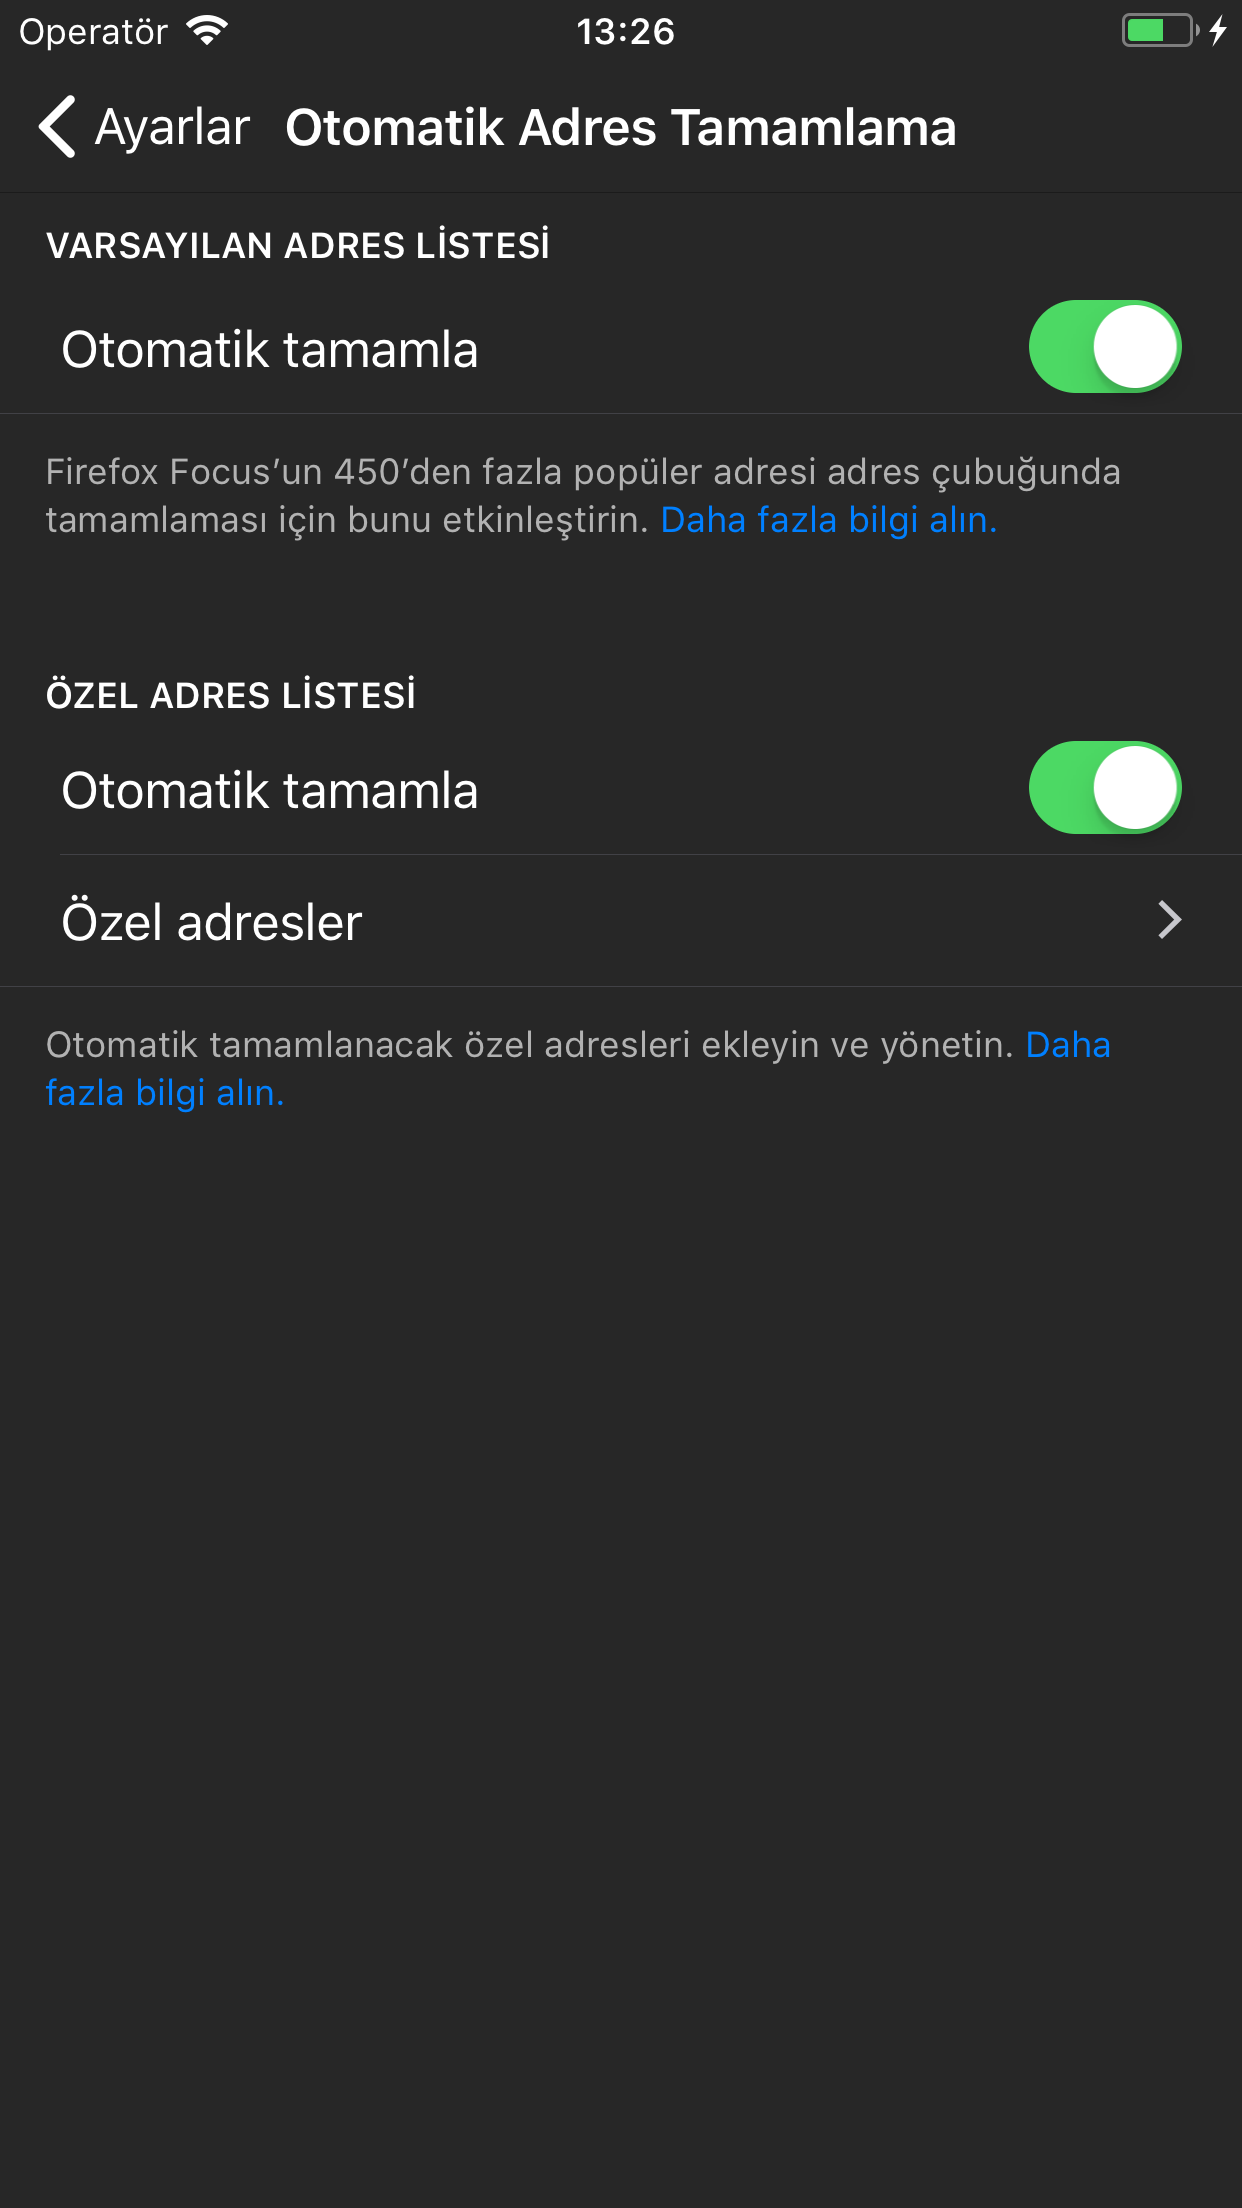 Operatör
13:26
Ayarlar
Otomatik Adres Tamamlama
VARSAYILAN ADRES LİSTESİ
Otomatik tamamla
Firefox Focus’un 450’den fazla popüler adresi adres çubuğunda
tamamlaması için bunu etkinleştirin. Daha fazla bilgi alın.
ÖZEL ADRES LİSTESİ
Otomatik tamamla
Özel adresler
Otomatik tamamlanacak özel adresleri ekleyin ve yönetin. Daha
fazla bilgi alın.